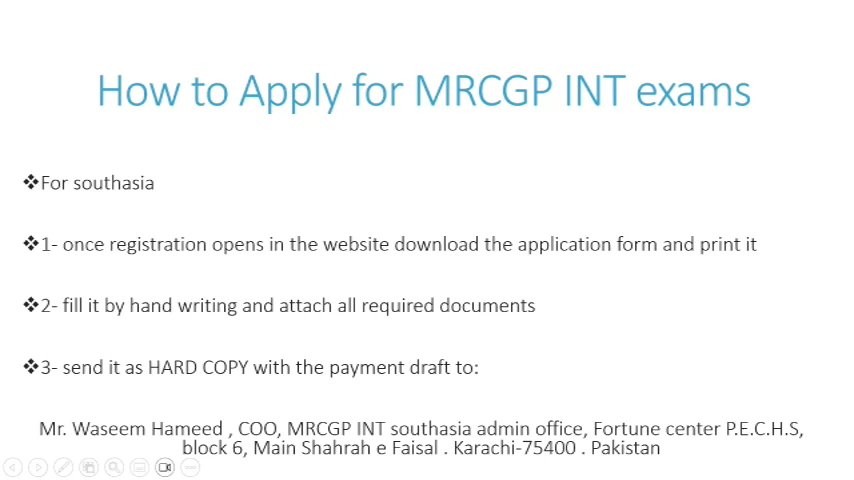 How to Apply for MRCGP INT exams
❖For southasia
❖1- once registration opens in the website download the application form and print it
❖2- fill it by hand writing and attach all required documents
❖3- send it as HARD COPY with the payment draft to:
Mr. Waseem Hameed , COO, MRCGP INT southasia admin office, Fortune center P.E.C.H.S,
block 6, Main Shahrah e Faisal . Karachi-75400 . Pakistan